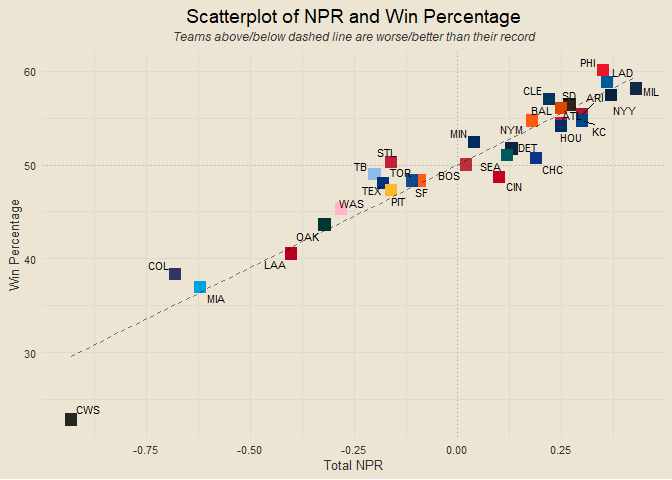 Scatterplot of NPR and Win Percentage
Teams above/below dashed line are worse/better than their record
Win Percentage
60
50
40
30
PHI
LAD
CLE
SD
ARI
MIL
BAL
NYY
ATL
MIN
NYM
HOU
KC
STL
DET
TB
TOR
SEA
CHC
BOS
TEX
SF
CIN
PIT
WAS
OAK
COL
LAA
MIA
CWS
-0.75
-0.50
-0.25
0.00
0.25
Total NPR